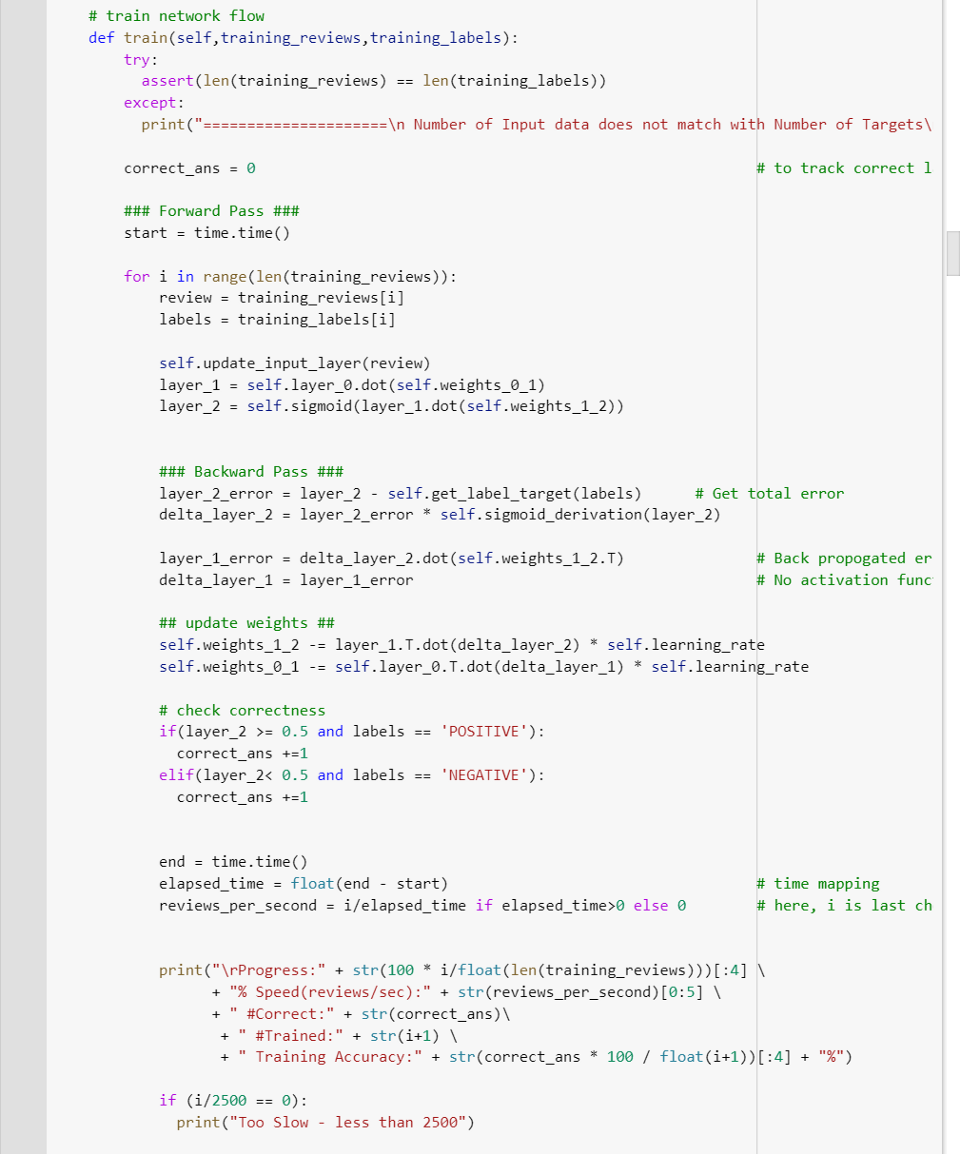 # train network flow
def train(self,training_reviews,training_labels):
try:
assert(len(training_reviews) == len(training_labels))
except:
print("=====================\n Number of Input data does not match with Number of Targets\
correct_ans = 0 # to track correct l
### Forward Pass ###
start = time.time()
for i in range(len(training_reviews)):
review = training_reviews[i]
labels = training_labels[i]
self.update_input_layer(review)
layer_1 = self.layer_0.dot(self.weights_0_1)
layer_2 = self.sigmoid(layer_1.dot(self.weights_1_2))
### Backward Pass ###
layer_2_error = layer_2 - self.get_label_target(labels) # Get total error
delta_layer_2 = layer_2_error * self.sigmoid_derivation(layer_2)
layer_1_error = delta_layer_2.dot(self.weights_1_2.T) # Back propogated er
delta_layer_1 = layer_1_error # No activation func
## update weights ##
self.weights_1_2 -= layer_1.T.dot(delta_layer_2) * self.learning_rate
self.weights_0_1 -= self.layer_0.T.dot(delta_layer_1) * self.learning_rate
# check correctness
if(layer_2 >= 0.5 and labels == 'POSITIVE'):
correct_ans +=1
elif(layer_2< 0.5 and labels == 'NEGATIVE'):
correct_ans +=1
end = time.time()
elapsed_time = float(end - start) # time mapping
reviews_per_second = i/elapsed_time if elapsed_time>0 else 0 # here, i is last ch
print("\rProgress:" + str(100 * i/float(len(training_reviews)))[:4] \
+ "% Speed(reviews/sec):" + str(reviews_per_second)[0:5] \
+ " #Correct:" + str(correct_ans)\
+ " #Trained:" + str(i+1) \
+ " Training Accuracy:" + str(correct_ans * 100 / float(i+1))[:4] + "%")
if (i/2500 == 0):
print("Too Slow - less than 2500")